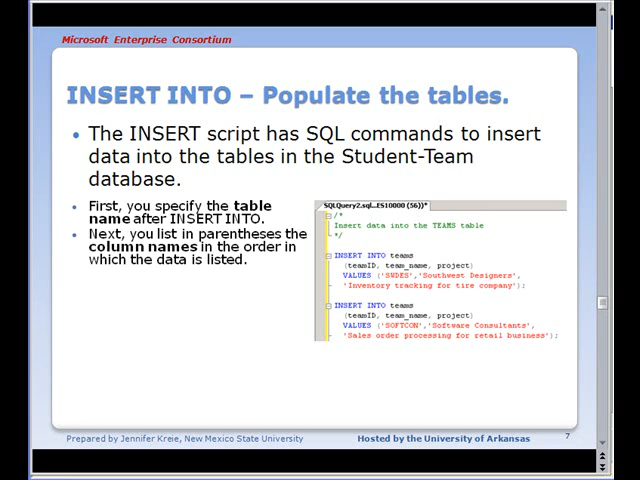 Microsoft Enterprise Consortium
INSERT INTO – Populate the tables.
• The INSERT script has SQL commands to insert
data into the tables in the Student-Team
database.
• First, you specify the table
name after INSERT INTO.
• Next, you list in parentheses the
column names in the order in
which the data is listed.
SQLQuery2.sql...ES10000 (56))*
/*
Insert data into the TEAMS table
*/
INSERT INTO teams
(teamID, team_name, project)
VALUES ('SWDES','Southwest Designers',
'Inventory tracking for tire company');
INSERT INTO teams
(teamID, team_name, project)
VALUES ('SOFTCON','Software Consultants',
'Sales order processing for retail business');
Prepared by Jennifer Kreie, New Mexico State University
Hosted by the University of Arkansas
7